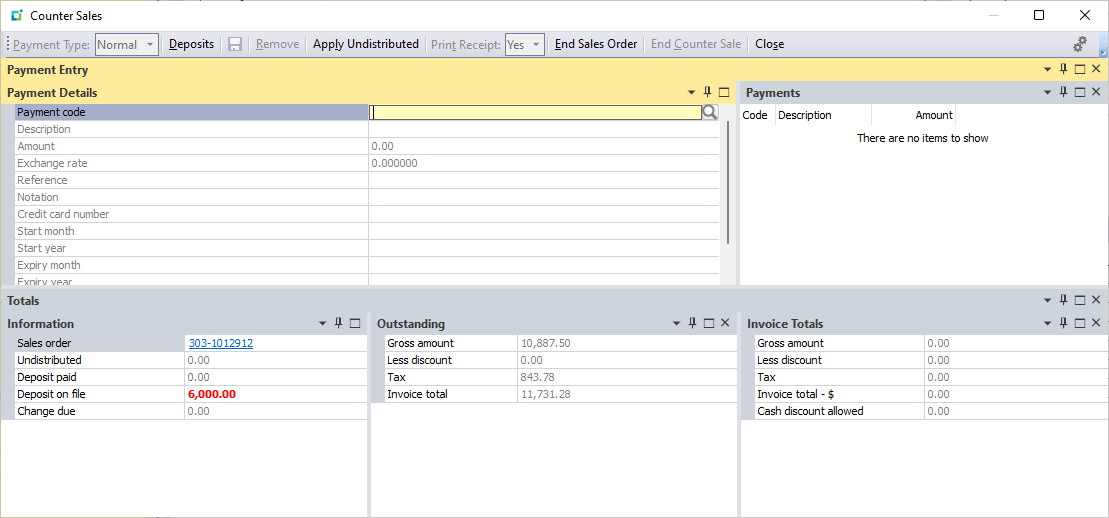 Counter Sales
Payment Type: Normal Deposits Remove Apply Undistributed Print Receipt: Yes End Sales Order End Counter Sale Close
Payment Entry
Payment Details
Payment code
Description
Amount 0.00
Exchange rate 0.000000
Reference
Notation
Credit card number
Start month
Start year
Expiry month
Expiry year
Payments
Code Description Amount
There are no items to show
Totals
Information
Sales order 303-1012912
Undistributed 0.00
Deposit paid 0.00
Deposit on file 6,000.00
Change due 0.00
Outstanding
Gross amount 10,887.50
Less discount 0.00
Tax 843.78
Invoice total 11,731.28
Invoice Totals
Gross amount 0.00
Less discount 0.00
Tax 0.00
Invoice total - $ 0.00
Cash discount allowed 0.00